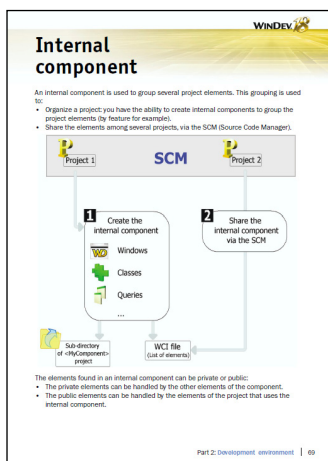 WINDEV
Internal
component
An internal component is used to group several project elements. This grouping is used
to:
• Organize a project: you have the ability to create internal components to group the
project elements (by feature for example).
• Share the elements among several projects, via the SCM (Source Code Manager).
Project 1
SCM
Project 2
1
Create the
internal component
Windows
Classes
Queries
...
2
Share the
internal component
via the SCM
Sub-directory
of <MyComponent>
project
WCI file
(List of elements)
The elements found in an internal component can be private or public:
• The private elements can be handled by the other elements of the component.
• The public elements can be handled by the elements of the project that uses the
internal component.
Part 2: Development environment | 69